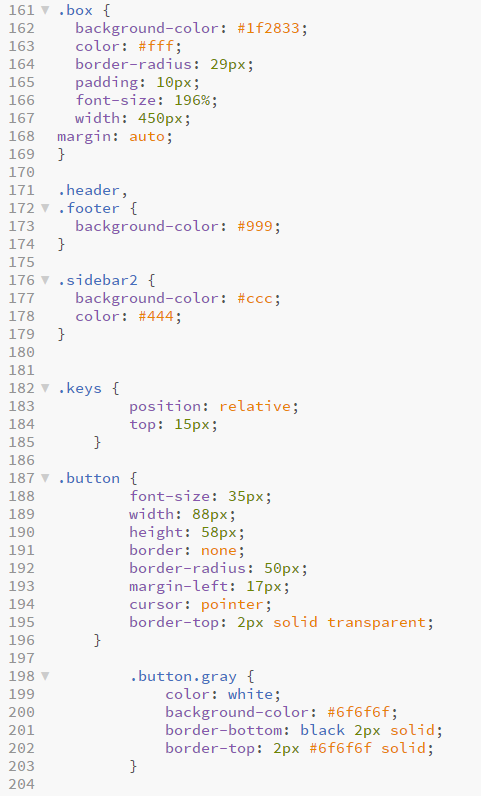 161 .box {
162 background-color: #1f2833;
163 color: #fff;
164 border-radius: 29px;
165 padding: 10px;
166 font-size: 196%;
167 width: 450px;
168 margin: auto;
169 }
170
171 .header,
172 .footer {
173 background-color: #999;
174 }
175
176 .sidebar2 {
177 background-color: #ccc;
178 color: #444;
179 }
180
181
182 .keys {
183 position: relative;
184 top: 15px;
185 }
186
187 .button {
188 font-size: 35px;
189 width: 88px;
190 height: 58px;
191 border: none;
192 border-radius: 50px;
193 margin-left: 17px;
194 cursor: pointer;
195 border-top: 2px solid transparent;
196 }
197
198 .button.gray {
199 color: white;
200 background-color: #6f6f6f;
201 border-bottom: black 2px solid;
202 border-top: 2px #6f6f6f solid;
203 }
204